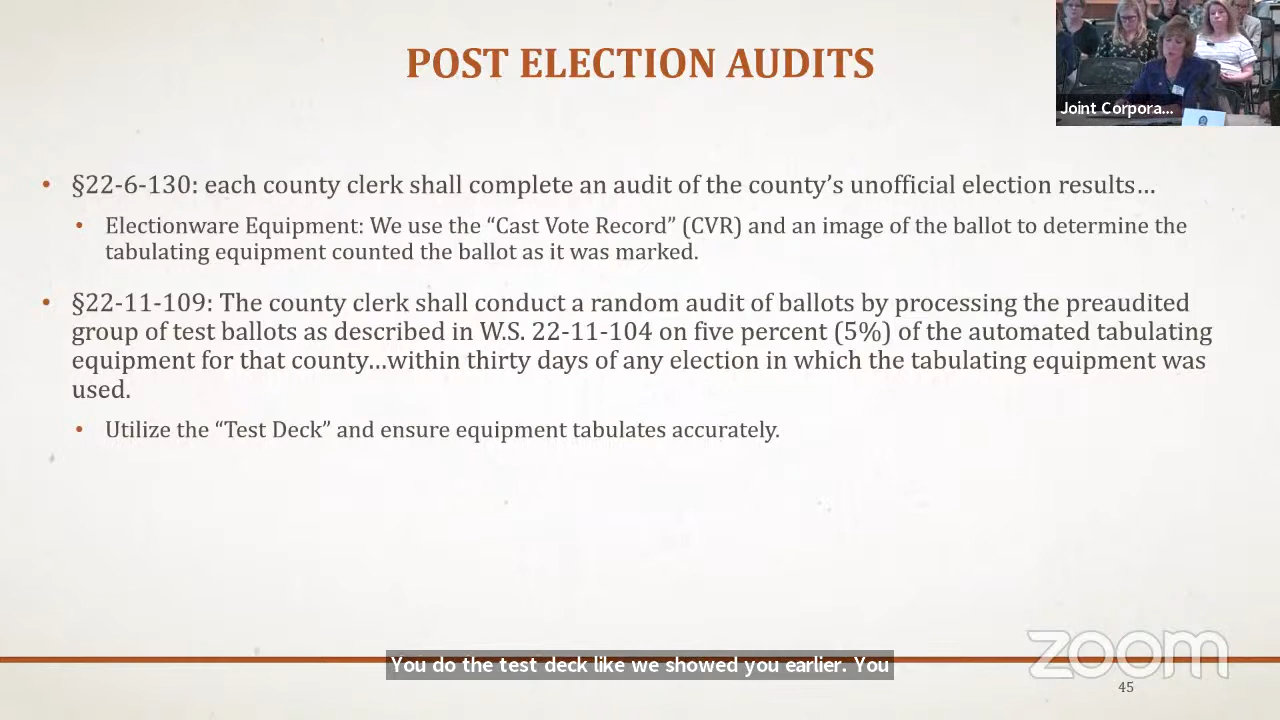 POST ELECTION AUDITS
Joint Corpora...
• §22-6-130: each county clerk shall complete an audit of the county’s unofficial election results…
• Electionware Equipment: We use the “Cast Vote Record” (CVR) and an image of the ballot to determine the
tabulating equipment counted the ballot as it was marked.
• §22-11-109: The county clerk shall conduct a random audit of ballots by processing the preaudited
group of test ballots as described in W.S. 22-11-104 on five percent (5%) of the automated tabulating
equipment for that county…within thirty days of any election in which the tabulating equipment was
used.
• Utilize the “Test Deck” and ensure equipment tabulates accurately.
zoom
You do the test deck like we showed you earlier. You
45